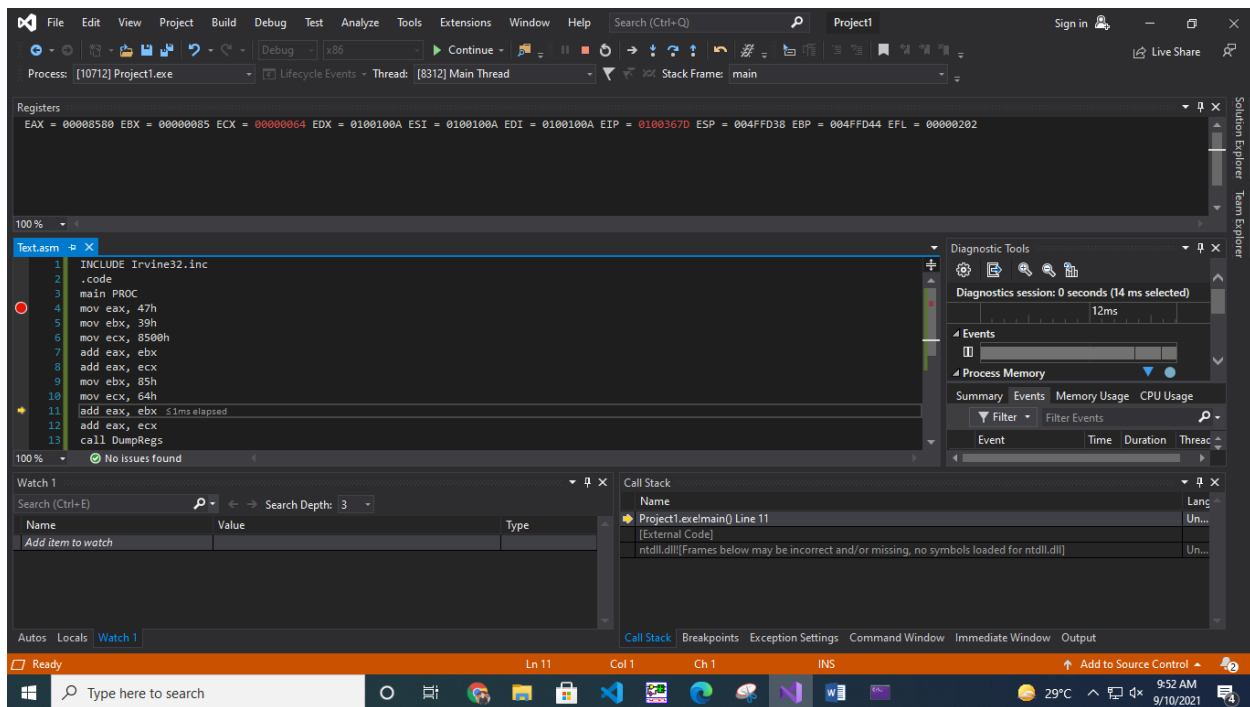 File Edit View Project Build Debug Test Analyze Tools Extensions Window Help Search (Ctrl+Q) Project1 Sign in
Debug x86 Continue Live Share
Process: [10712] Project1.exe Lifecycle Events Thread: [8312] Main Thread Stack Frame: main
Registers
EAX = 00008580 EBX = 00000085 ECX = 00000064 EDX = 0100100A ESI = 0100100A EDI = 0100100A EIP = 0100367D ESP = 004FFD38 EBP = 004FFD44 EFL = 00000202
Solution Explorer
Team Explorer
100 %
Text.asm
1 INCLUDE Irvine32.inc
2 .code
3 main PROC
4 mov eax, 47h
5 mov ebx, 39h
6 mov ecx, 8500h
7 add eax, ebx
8 add eax, ecx
9 mov ebx, 85h
10 mov ecx, 64h
11 add eax, ebx ≤1ms elapsed
12 add eax, ecx
13 call DumpRegs
100 % No issues found
Diagnostic Tools
Diagnostics session: 0 seconds (14 ms selected)
12ms
Events
Process Memory
Summary Events Memory Usage CPU Usage
Filter Filter Events
Event Time Duration Thread
Watch 1
Search (Ctrl+E) Search Depth: 3
Name Value Type
Add item to watch
Autos Locals Watch 1
Call Stack
Name Lang
Project1.exe!main() Line 11 Un...
[External Code]
ntdll.dll![Frames below may be incorrect and/or missing, no symbols loaded for ntdll.dll] Un...
Call Stack Breakpoints Exception Settings Command Window Immediate Window Output
Ready Ln 11 Col 1 Ch 1 INS Add to Source Control 2
Type here to search 29°C 9:52 AM
9/10/2021 4